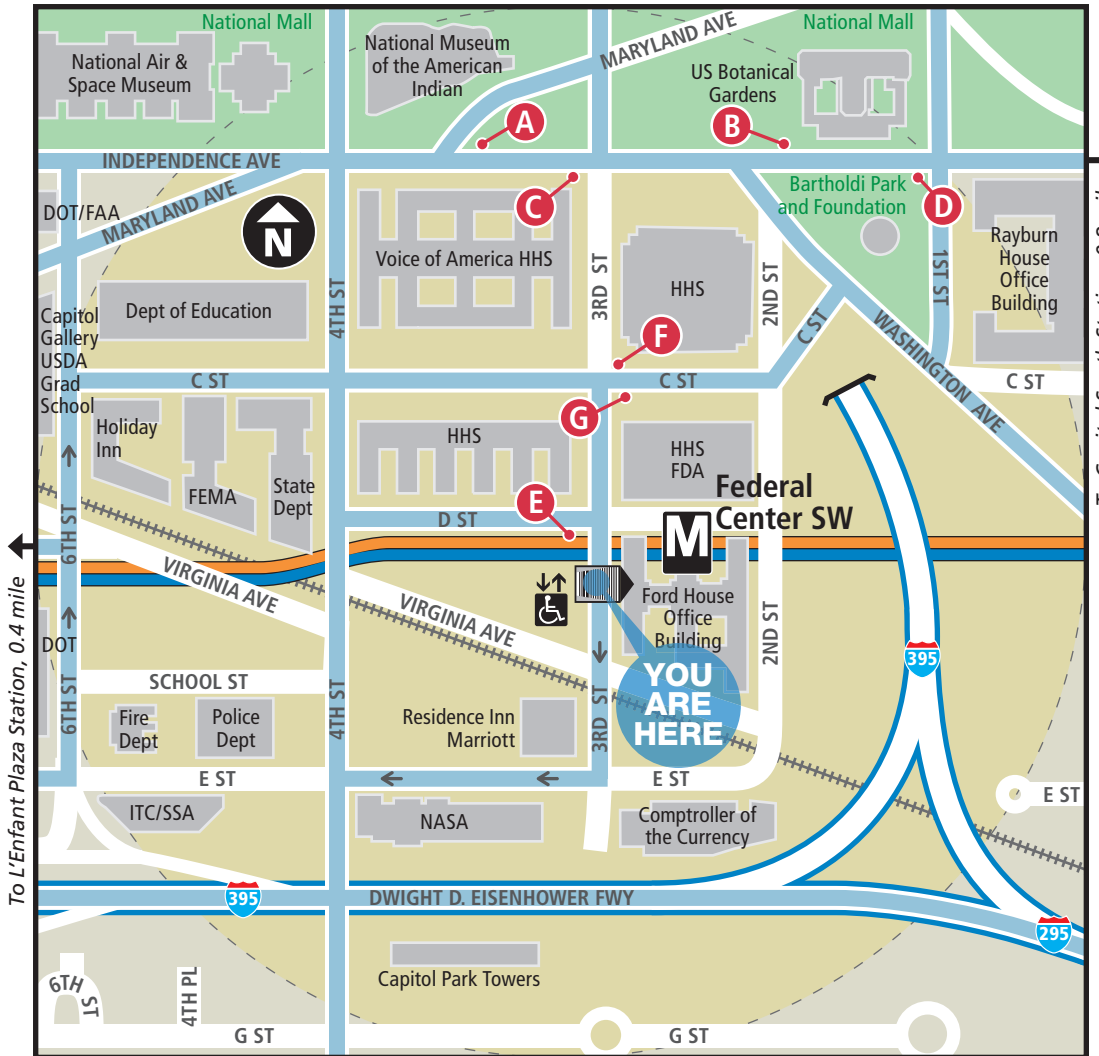 National Mall
National Mall
MARYLAND AVE
National Air &
Space Museum
National Museum
of the American
Indian
US Botanical
Gardens
A
B
INDEPENDENCE AVE
MARYLAND AVE
DOT/FAA
N
C
Bartholdi Park
and Foundation
D
Rayburn
House
Office
Building
Voice of America HHS
3RD ST
HHS
2ND ST
1ST ST
4TH ST
Dept of Education
Capitol
Gallery
USDA
Grad
School
F
C ST
WASHINGTON AVE
C ST
C ST
C ST
G
Holiday
Inn
FEMA
State
Dept
HHS
HHS
FDA
E
D ST
Federal
Center SW
M
6TH ST
VIRGINIA AVE
VIRGINIA AVE
Ford House
Office
Building
2ND ST
395
DOT
6TH ST
SCHOOL ST
4TH ST
3RD ST
YOU
ARE
HERE
Fire
Dept
Police
Dept
Residence Inn
Marriott
E ST
E ST
E ST
ITC/SSA
NASA
Comptroller of
the Currency
To L'Enfant Plaza Station, 0.4 mile
395
DWIGHT D. EISENHOWER FWY
295
Capitol Park Towers
6TH ST
4TH PL
G ST
G ST